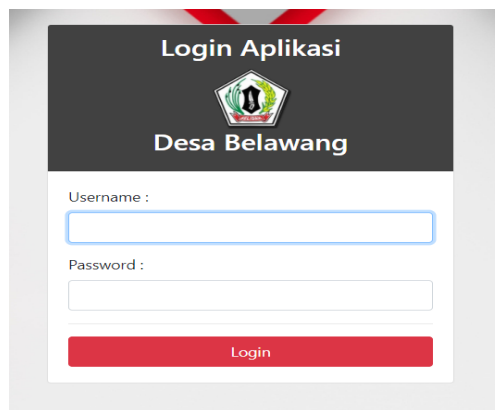 Login Aplikasi
Desa Belawang
Username :
Password :
Login